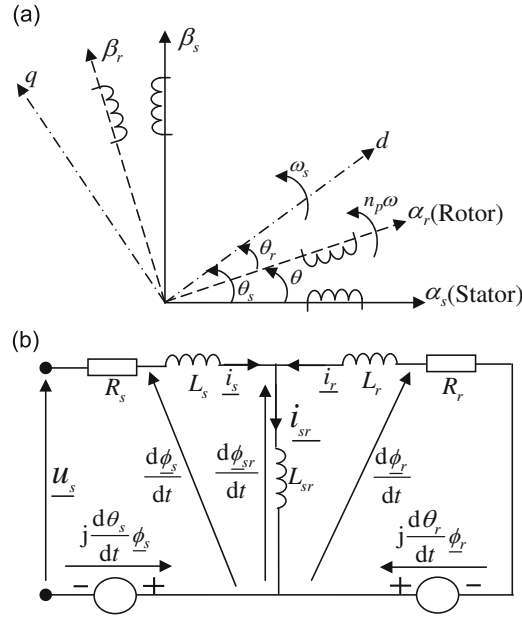 (a)
β_s
β_r
q
d
ω_s
n_pω
α_r(Rotor)
θ_r
θ_s
θ
α_s(Stator)
(b)
R_s
L_s
i_s
i_r
L_r
R_r
i_sr
u_s
dϕ_s/dt
dϕ_sr/dt
L_sr
dϕ_r/dt
j dθ_s/dt ϕ_s
j dθ_r/dt ϕ_r
− +
+ −